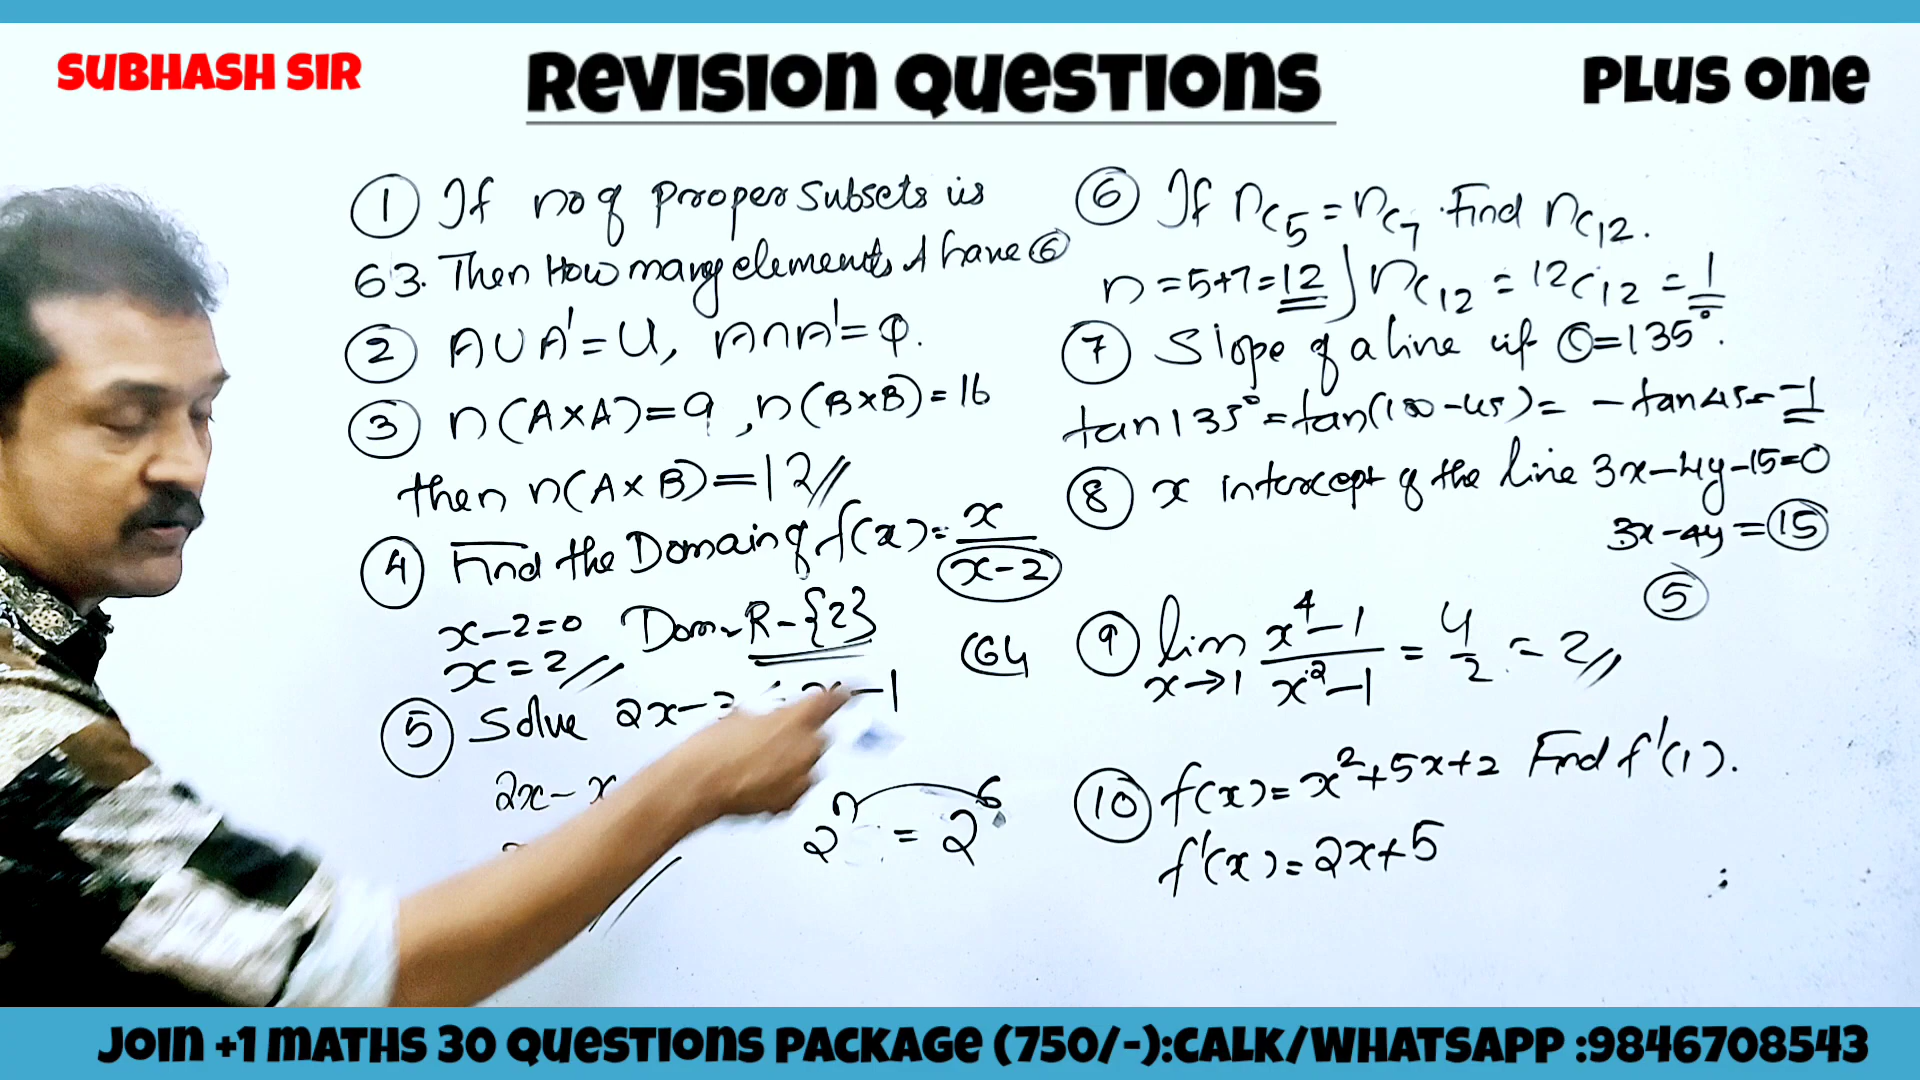 SUBHASH SIR
REVISION QUESTIONS
PLUS ONE
① If no of Proper Subsets is
63. Then How many elements A have ⑥
② A∪A' = U, A∩A' = φ.
③ n(A×A)=9, n(B×B)=16
then n(A×B)=12//
④ Find the Domain of f(x)= x/(x-2)
x-2=0 Dom - R-{2}
x=2//
64
⑤ Solve 2x- x-1
2x-x
2ⁿ = 2⁶
⑥ If nC5 = nC7. Find nC12.
n=5+7=12) nC12 = 12C12 = 1
⑦ Slope of a line if θ=135°.
tan135°=tan(180-45)= -tan45=-1
⑧ x intercept of the line 3x-4y-15=0
3x-4y=15
⑤
⑨ lim x→1 (x⁴-1)/(x²-1) = 4/2 = 2//
⑩ f(x)=x²+5x+2 Find f'(1).
f'(x)=2x+5
JOIN +1 MATHS 30 QUESTIONS PACKAGE (750/-):CALK/WHATSAPP :9846708543